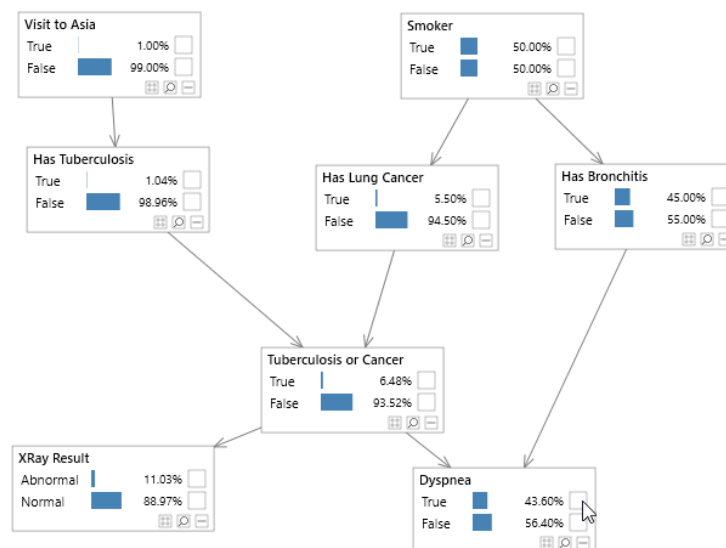 Visit to Asia
True 1.00%
False 99.00%
Smoker
True 50.00%
False 50.00%
Has Tuberculosis
True 1.04%
False 98.96%
Has Lung Cancer
True 5.50%
False 94.50%
Has Bronchitis
True 45.00%
False 55.00%
Tuberculosis or Cancer
True 6.48%
False 93.52%
XRay Result
Abnormal 11.03%
Normal 88.97%
Dyspnea
True 43.60%
False 56.40%